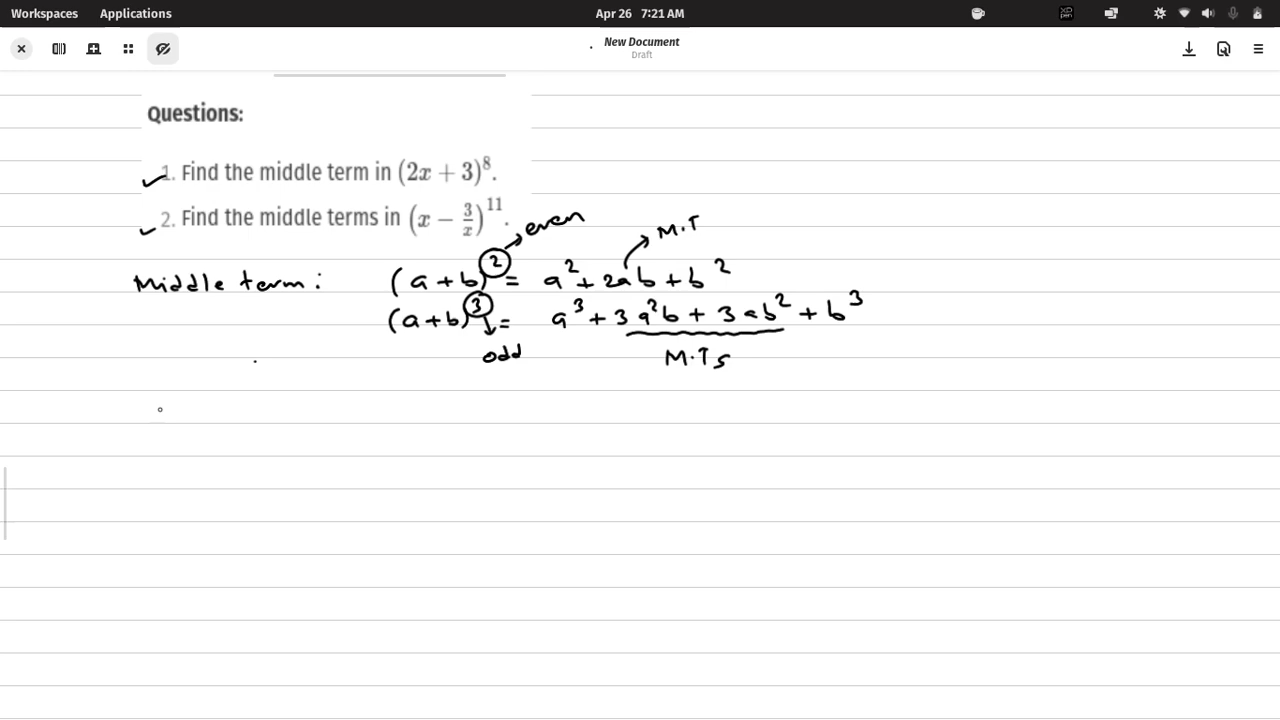 Workspaces Applications Apr 26 7:21 AM
New Document
Draft
Questions:
1. Find the middle term in (2x + 3)^8.
2. Find the middle terms in (x − 3/x)^11.
even
M.T
Middle term : (a+b)^2 = a^2 + 2ab + b^2
(a+b)^3 = a^3 + 3a^2b + 3ab^2 + b^3
odd M.Ts